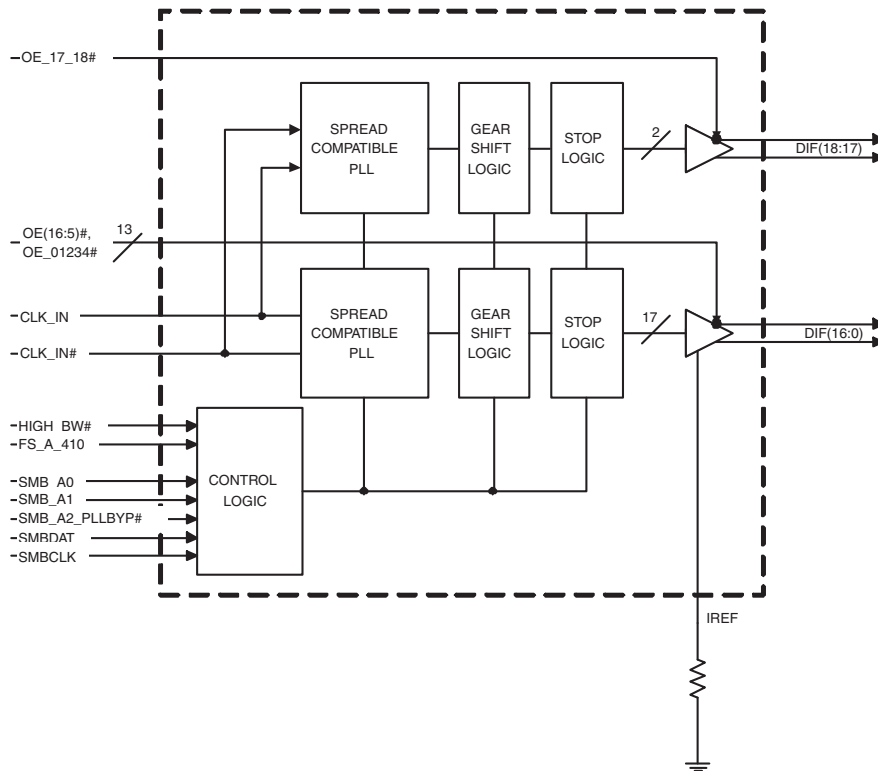 OE_17_18#
SPREAD
COMPATIBLE
PLL
GEAR
SHIFT
LOGIC
STOP
LOGIC
2
DIF(18:17)
OE(16:5)#,
OE_01234#
13
CLK_IN
CLK_IN#
SPREAD
COMPATIBLE
PLL
GEAR
SHIFT
LOGIC
STOP
LOGIC
17
DIF(16:0)
HIGH_BW#
FS_A_410
SMB_A0
SMB_A1
SMB_A2_PLLBYP#
SMBDAT
SMBCLK
CONTROL
LOGIC
IREF